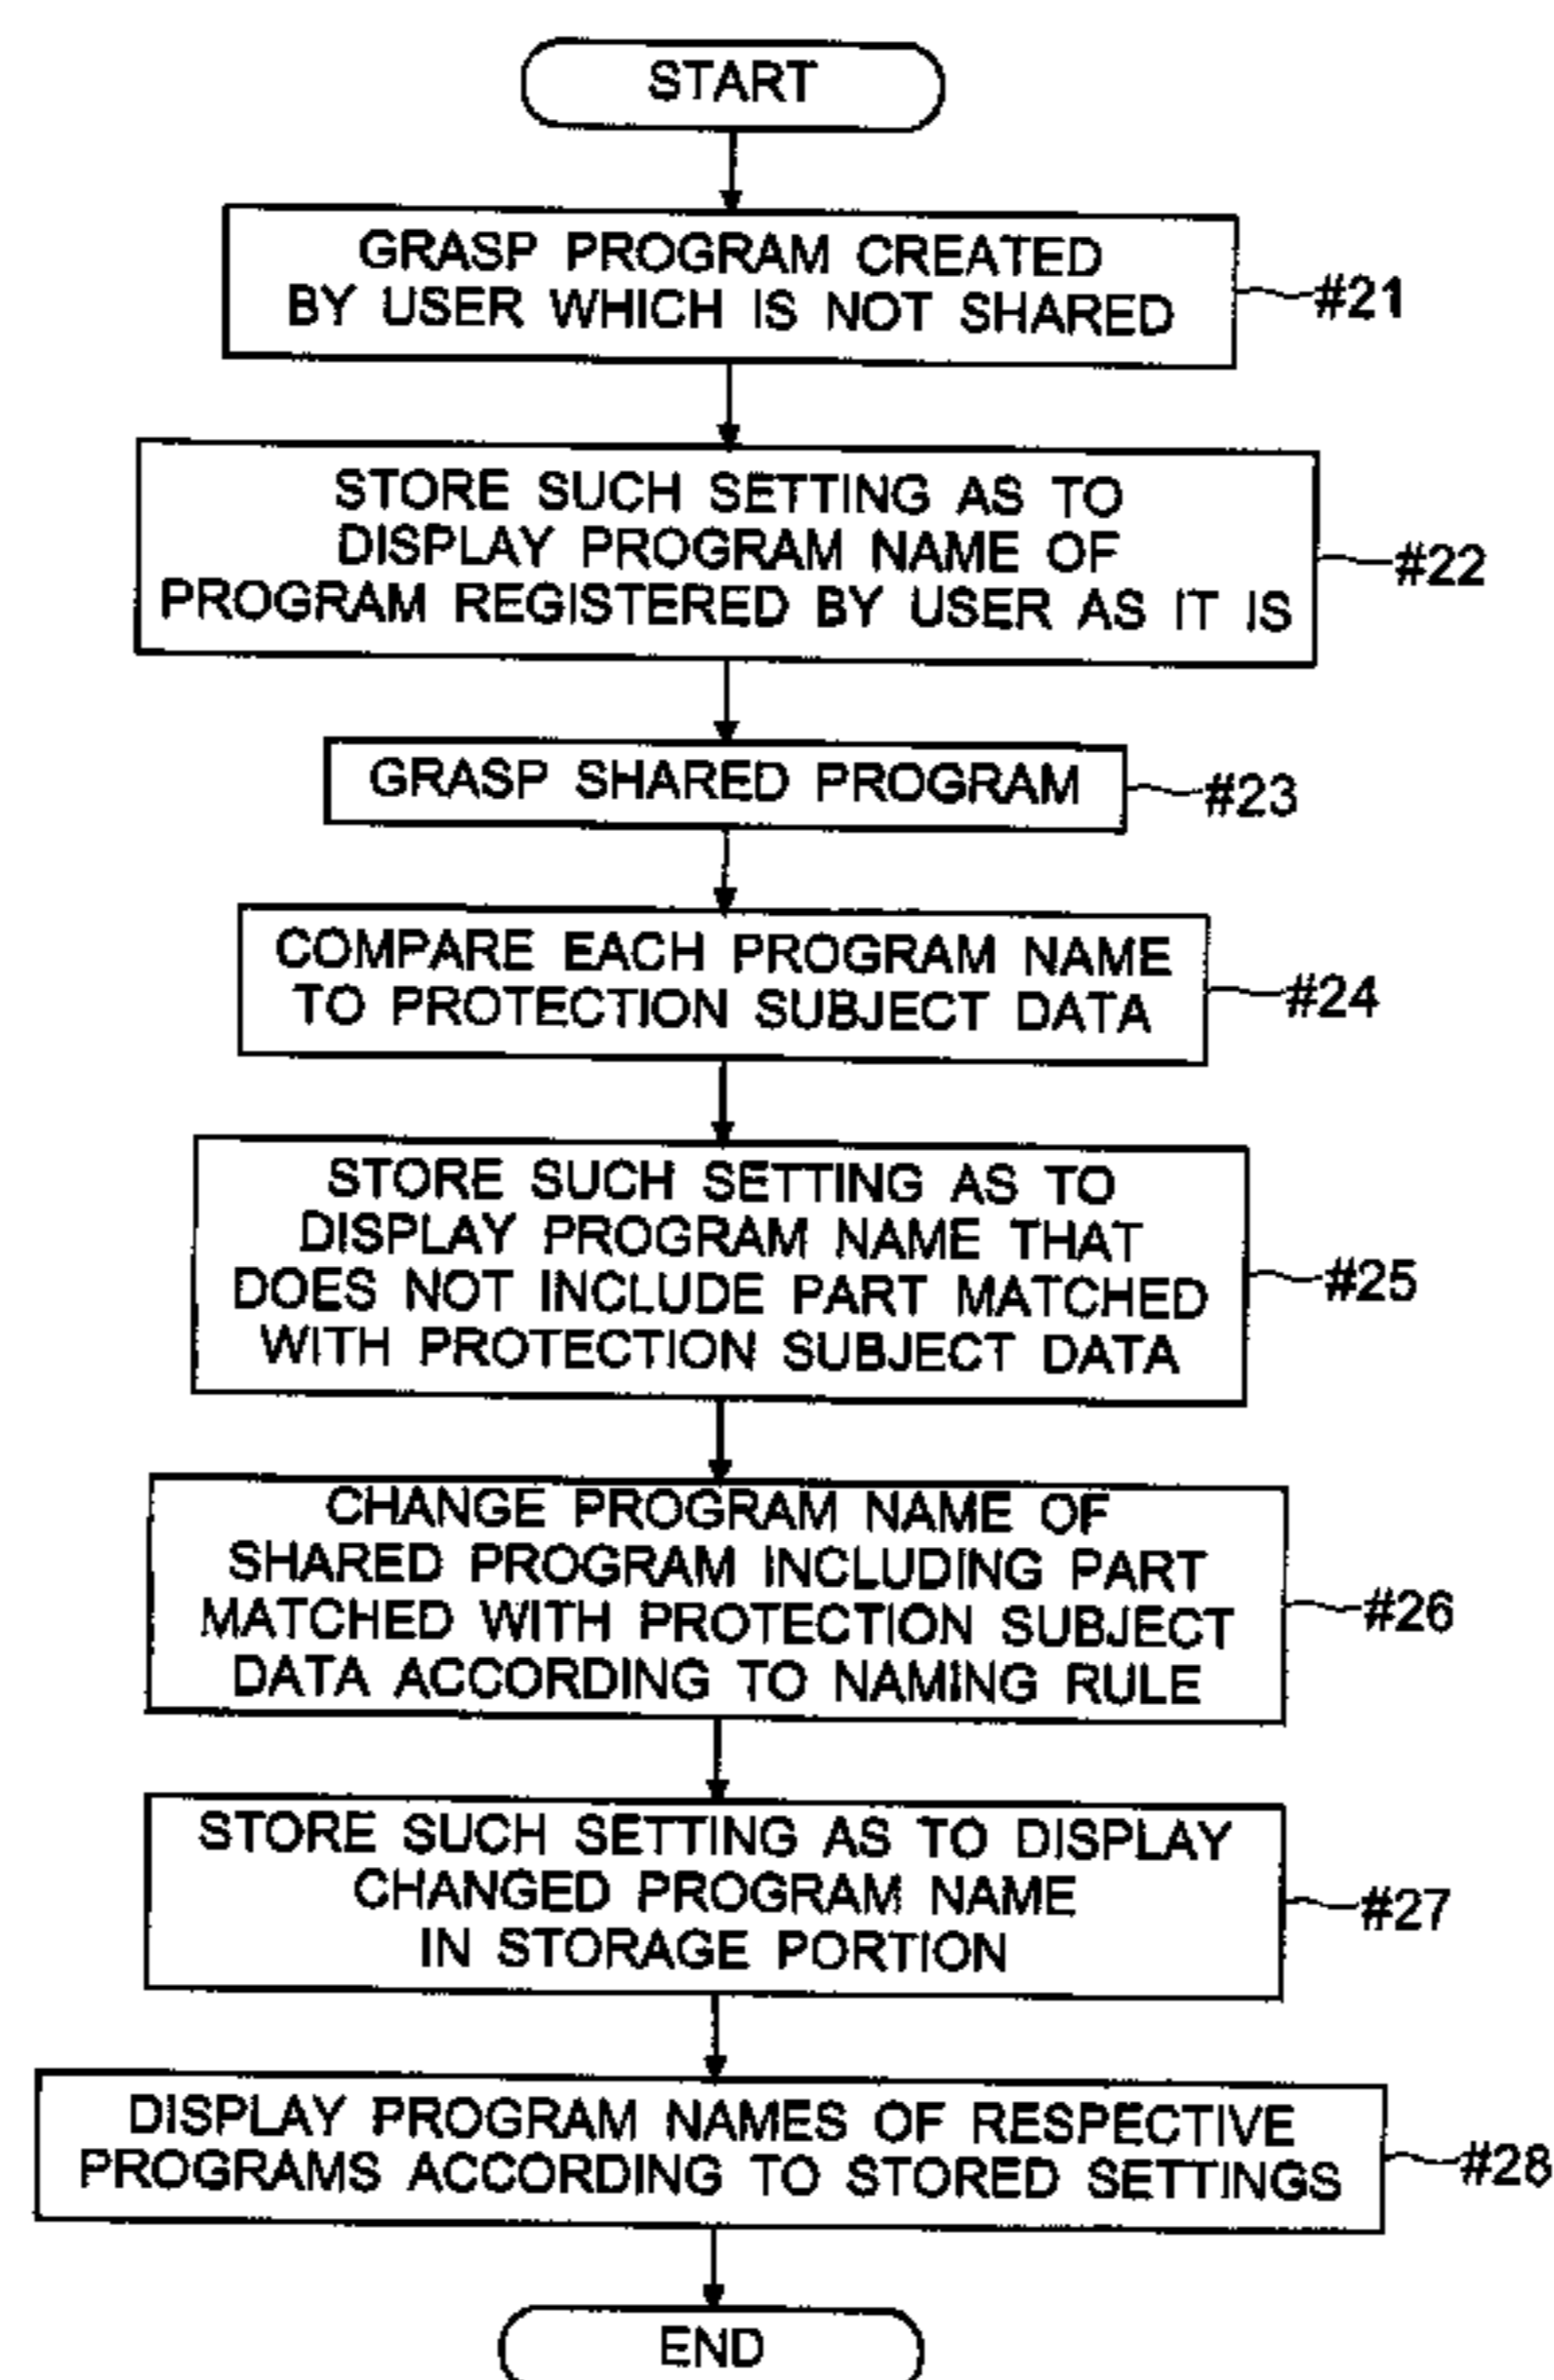 START
GRASP PROGRAM CREATED
BY USER WHICH IS NOT SHARED
#21
STORE SUCH SETTING AS TO
DISPLAY PROGRAM NAME OF
PROGRAM REGISTERED BY USER AS IT IS
#22
GRASP SHARED PROGRAM
#23
COMPARE EACH PROGRAM NAME
TO PROTECTION SUBJECT DATA
#24
STORE SUCH SETTING AS TO
DISPLAY PROGRAM NAME THAT
DOES NOT INCLUDE PART MATCHED
WITH PROTECTION SUBJECT DATA
#25
CHANGE PROGRAM NAME OF
SHARED PROGRAM INCLUDING PART
MATCHED WITH PROTECTION SUBJECT
DATA ACCORDING TO NAMING RULE
#26
STORE SUCH SETTING AS TO DISPLAY
CHANGED PROGRAM NAME
IN STORAGE PORTION
#27
DISPLAY PROGRAM NAMES OF RESPECTIVE
PROGRAMS ACCORDING TO STORED SETTINGS
#28
END